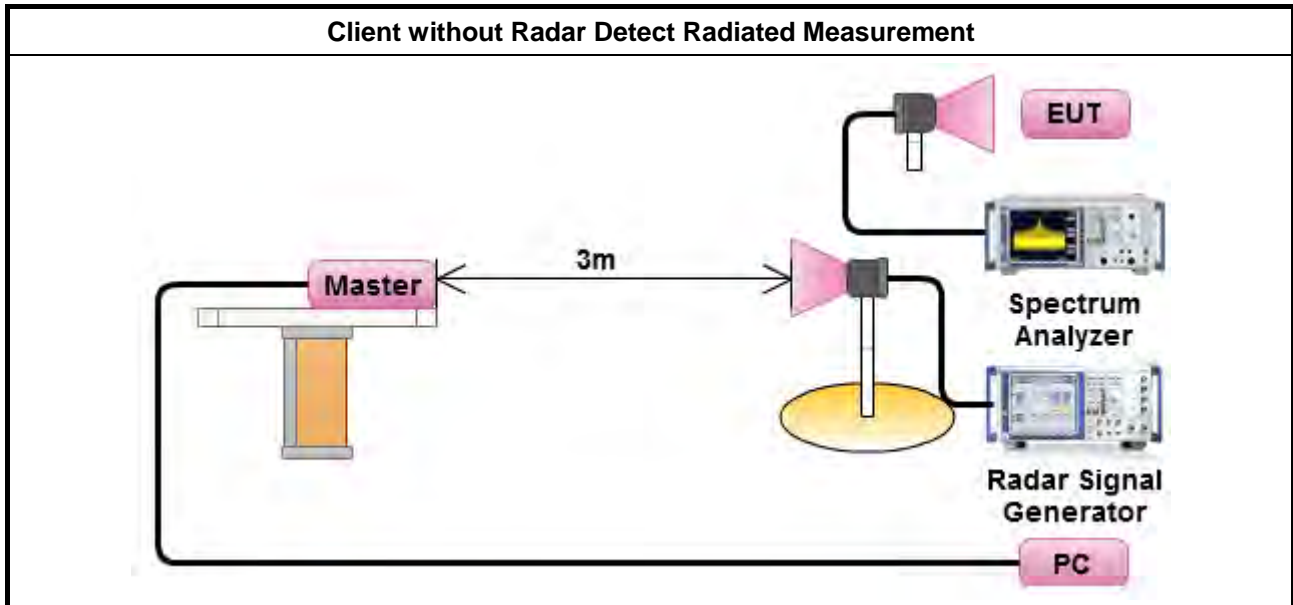 Client without Radar Detect Radiated Measurement
EUT
3m
Master
Spectrum
Analyzer
Radar Signal
Generator
PC